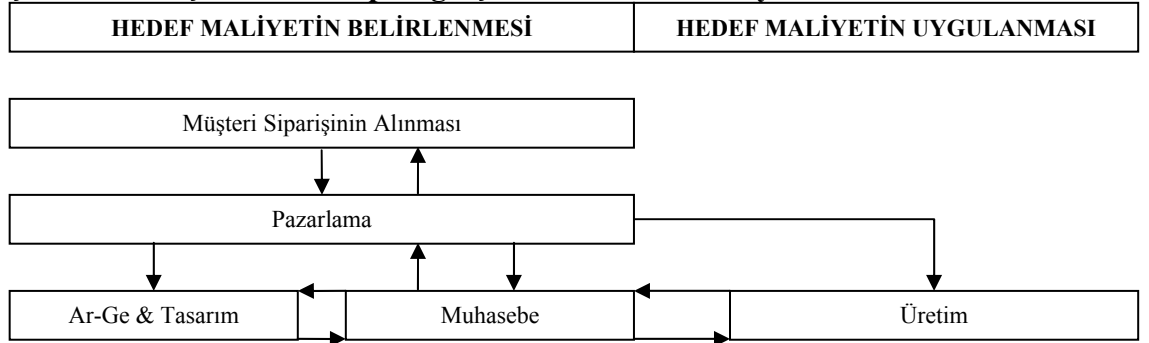 HEDEF MALİYETİN BELİRLENMESİ HEDEF MALİYETİN UYGULANMASI
Müşteri Siparişinin Alınması
Pazarlama
Ar-Ge & Tasarım Muhasebe Üretim